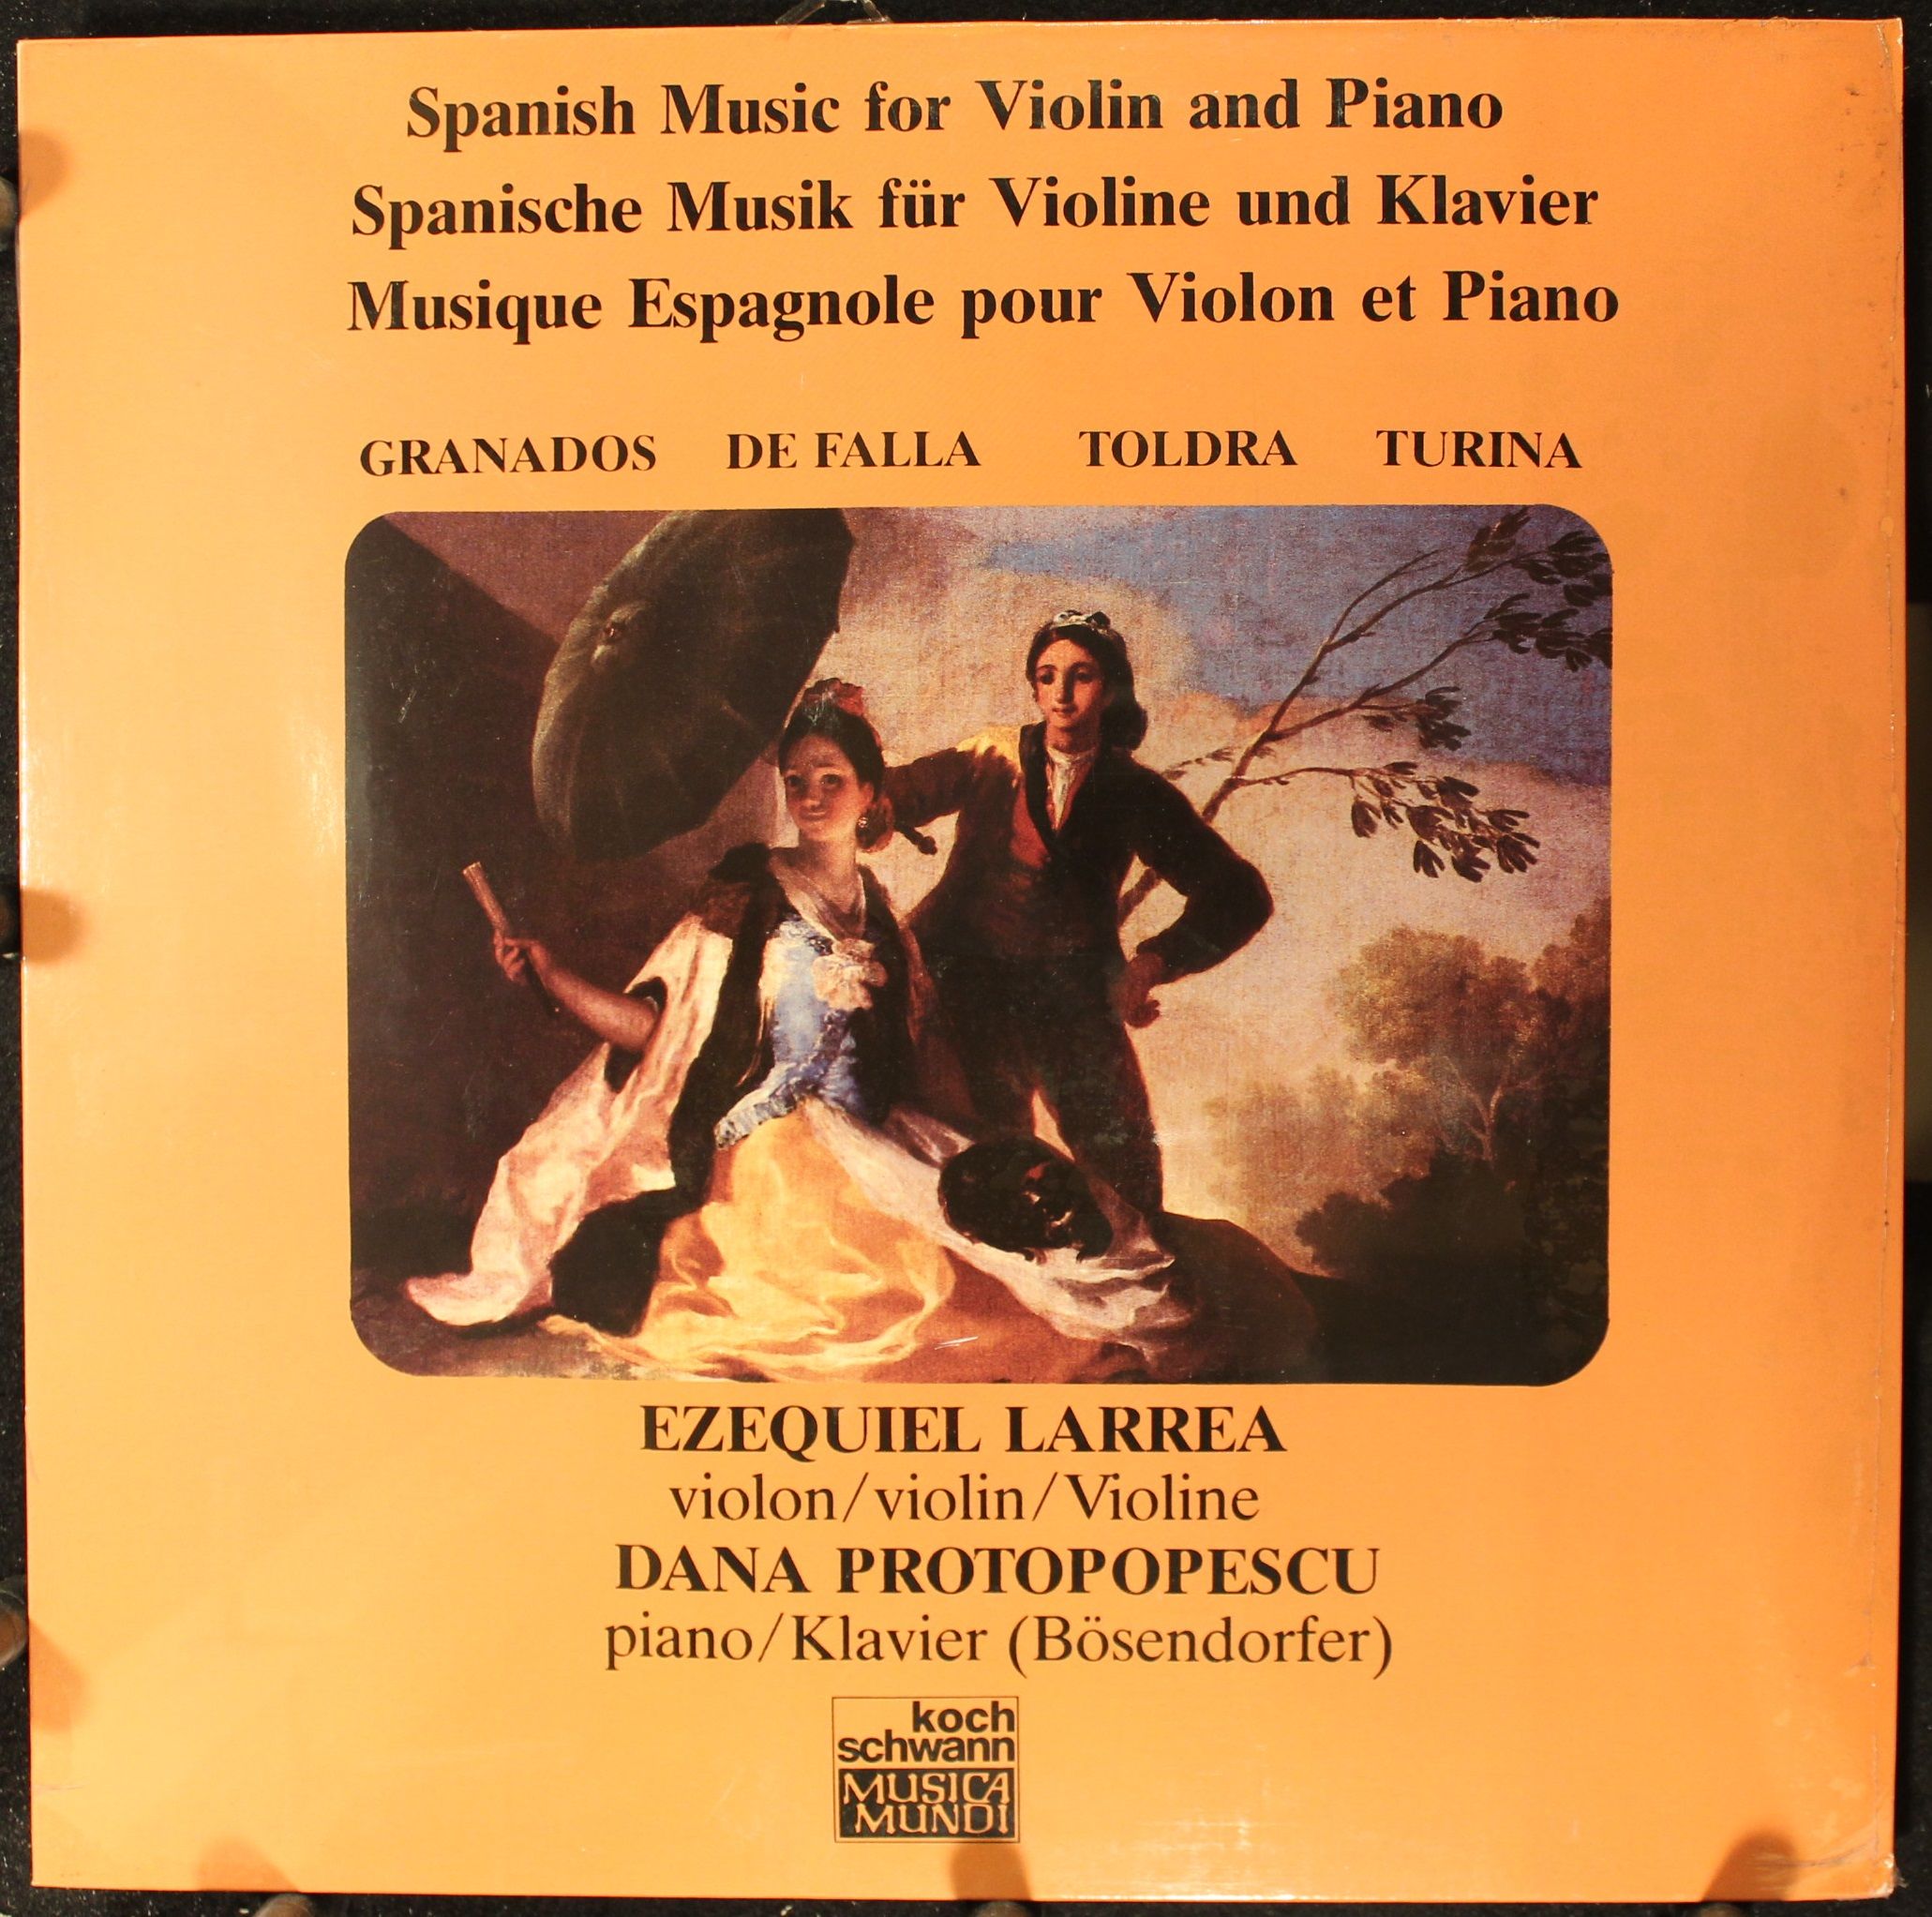 Spanish Music for Violin and Piano
Spanische Musik für Violine und Klavier
Musique Espagnole pour Violon et Piano
GRANADOS DE FALLA TOLDRA TURINA
EZEQUIEL LARREA
violon/violin/Violine
DANA PROTOPOPESCU
piano/Klavier (Bösendorfer)
koch
schwann
MUSICA
MUNDI